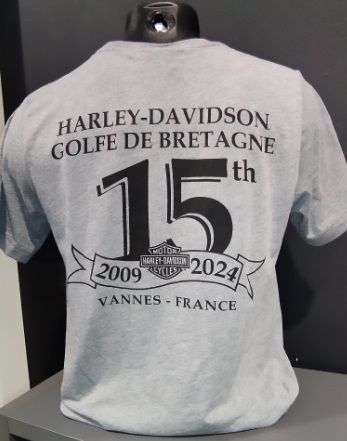 HARLEY-DAVIDSON
GOLFE DE BRETAGNE
15th
MOTOR
2009 HARLEY-DAVIDSON 2024
CYCLES
VANNES - FRANCE